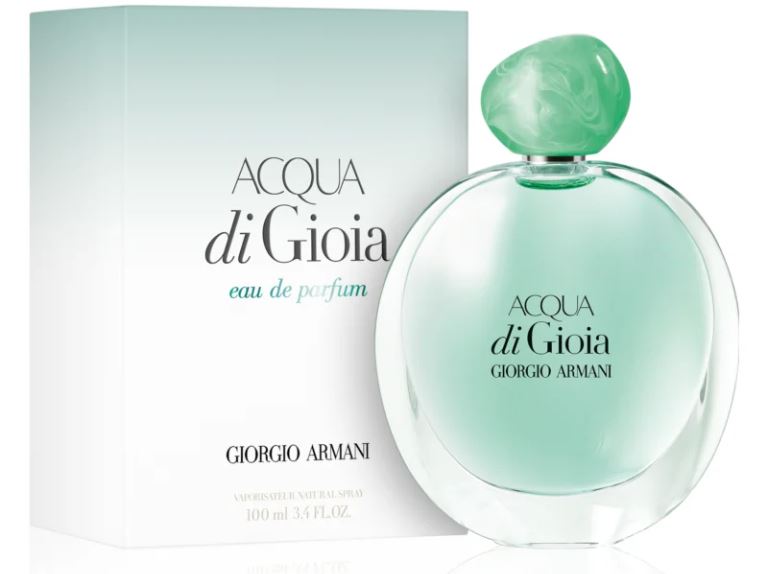 ACQUA
di Gioia
eau de parfum
GIORGIO ARMANI
VAPORISATEUR NATURAL SPRAY
100 ml 3.4 FL.OZ.
ACQUA
di Gioia
GIORGIO ARMANI